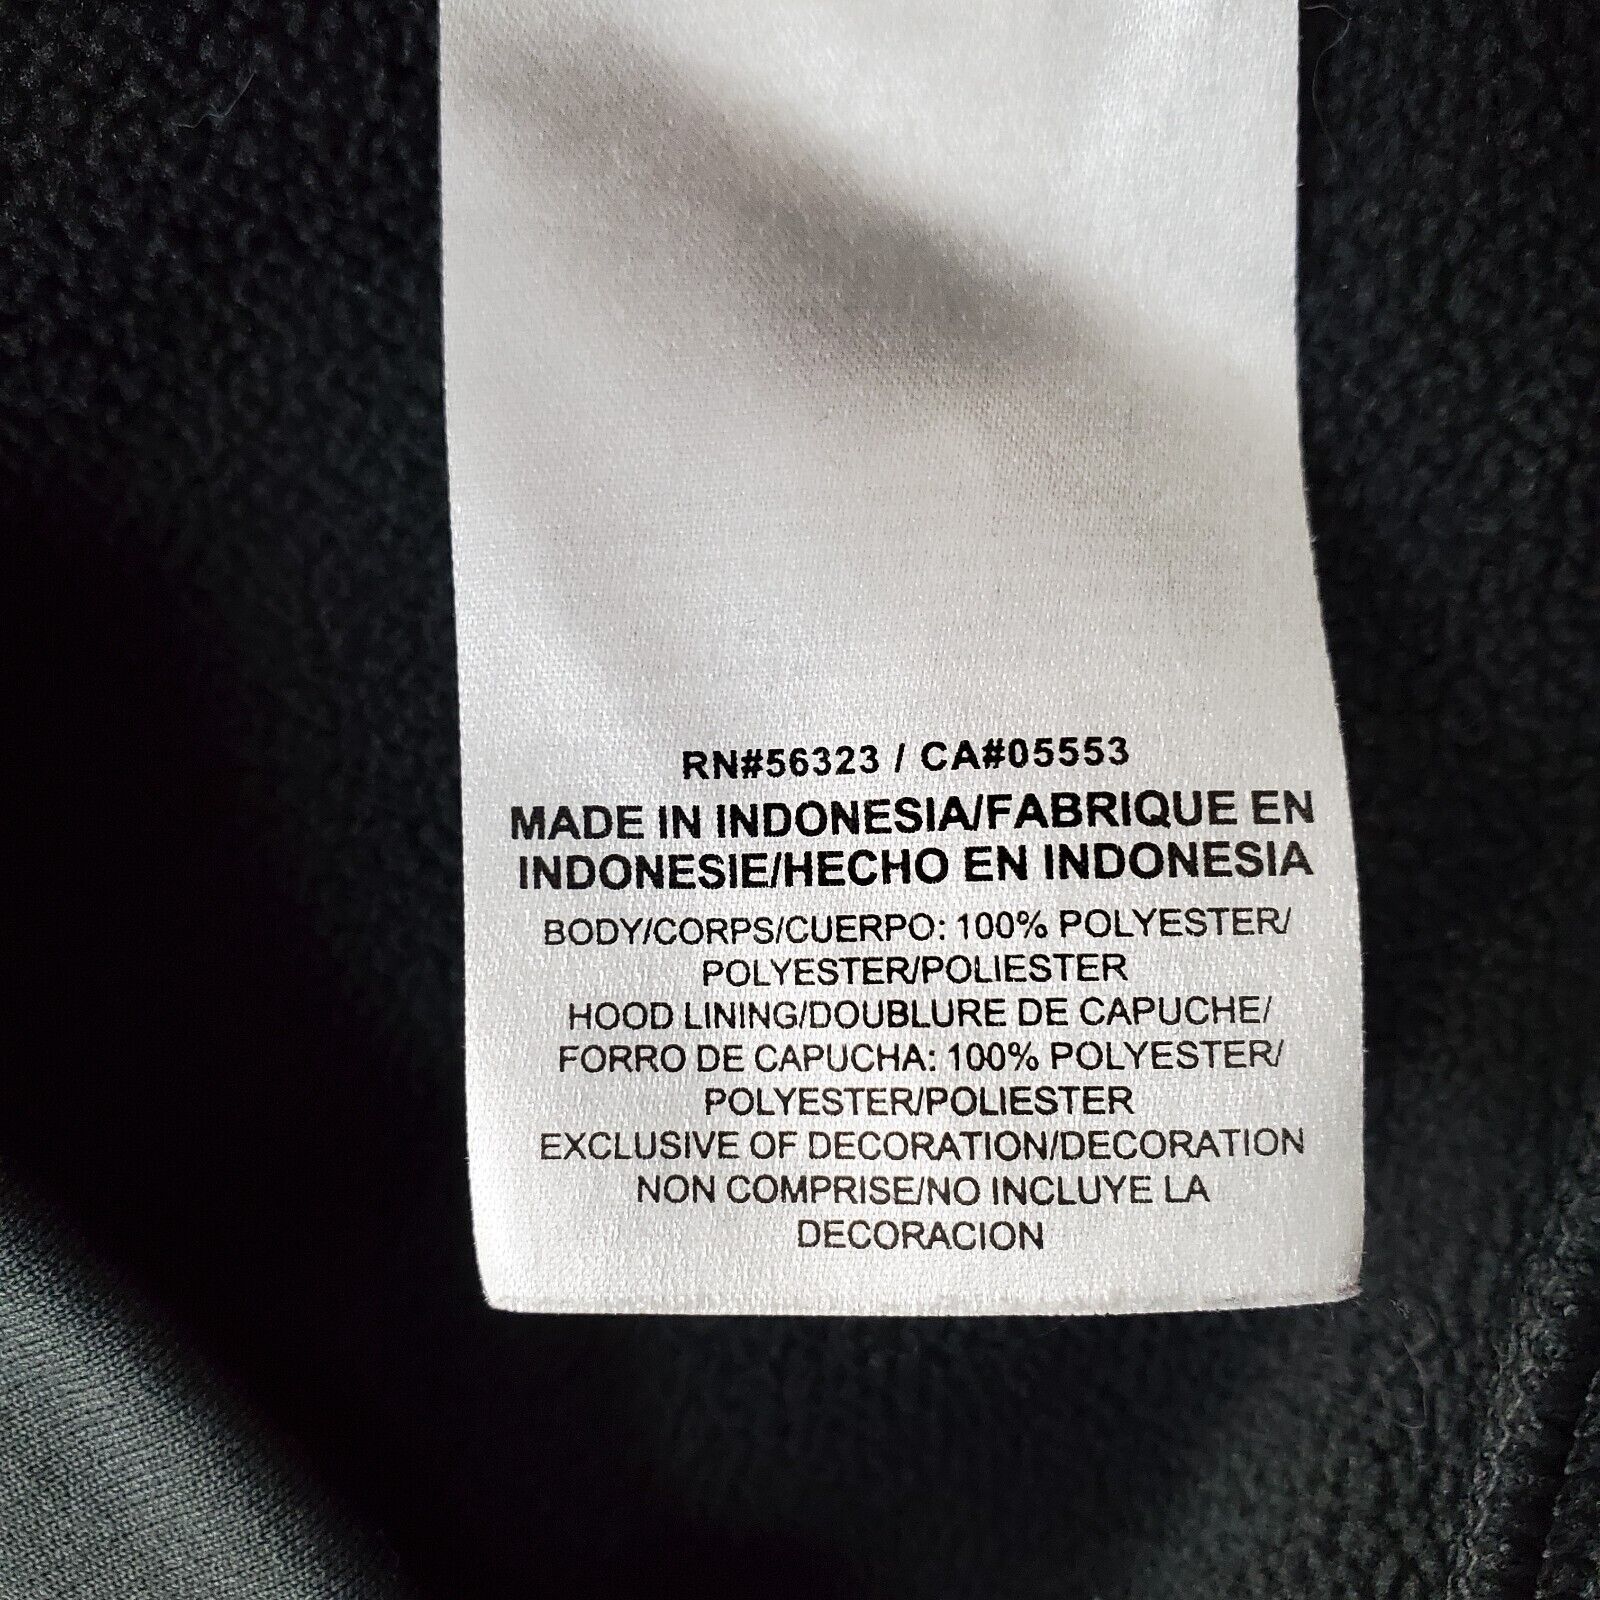 RN#56323 / CA#05553
MADE IN INDONESIA/FABRIQUE EN
INDONESIE/HECHO EN INDONESIA
BODY/CORPS/CUERPO: 100% POLYESTER/
POLYESTER/POLIESTER
HOOD LINING/DOUBLURE DE CAPUCHE/
FORRO DE CAPUCHA: 100% POLYESTER/
POLYESTER/POLIESTER
EXCLUSIVE OF DECORATION/DECORATION
NON COMPRISE/NO INCLUYE LA
DECORACION